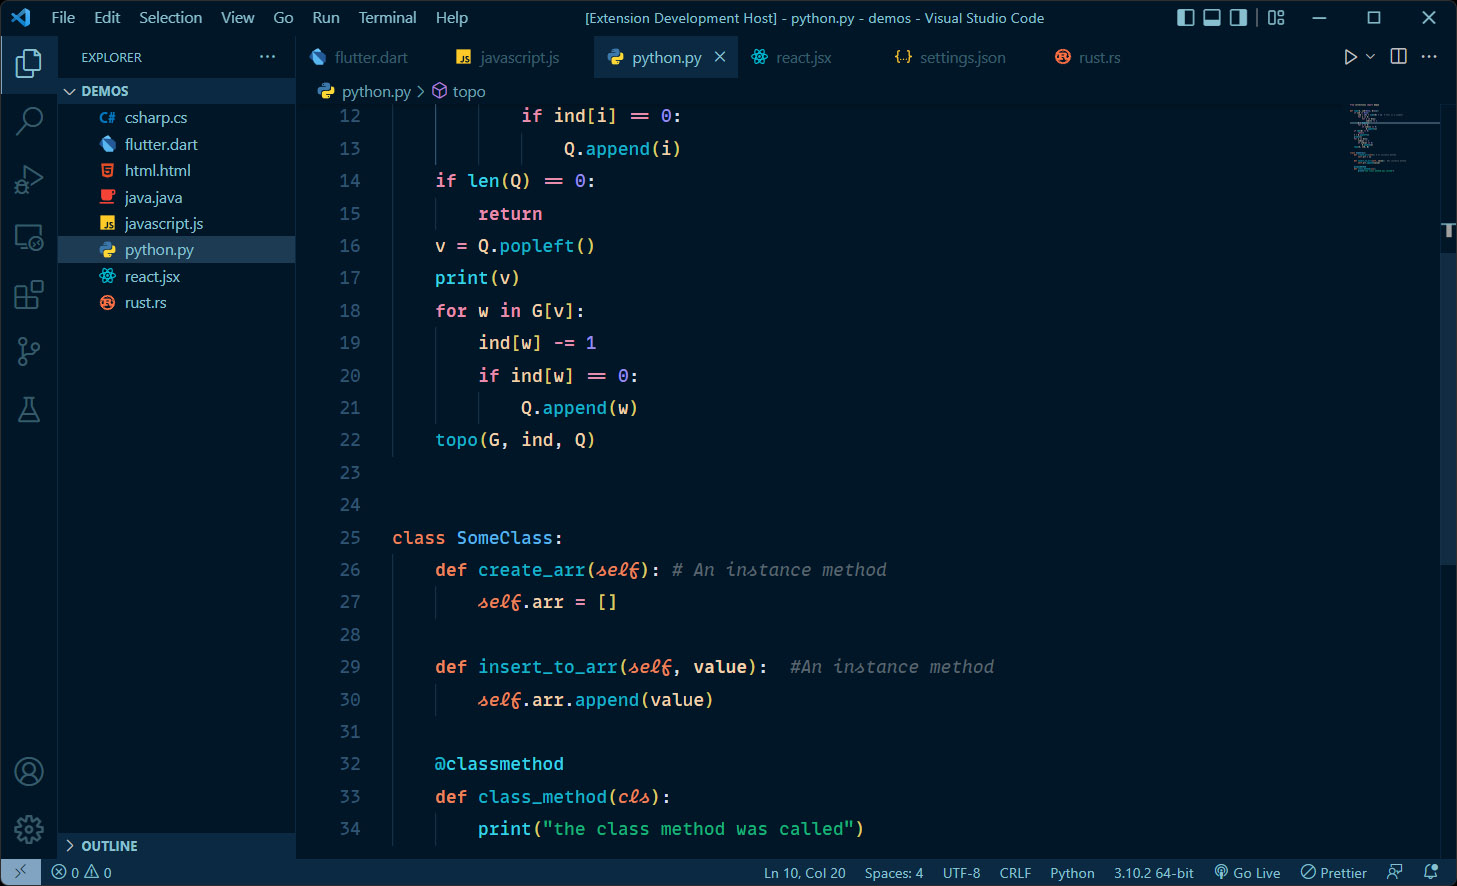 File Edit Selection View Go Run Terminal Help [Extension Development Host] - python.py - demos - Visual Studio Code
EXPLORER
flutter.dart javascript.js python.py react.jsx settings.json rust.rs
DEMOS
python.py > topo
csharp.cs
flutter.dart
html.html
java.java
javascript.js
python.py
react.jsx
rust.rs
12 if ind[i] == 0:
13 Q.append(i)
14 if len(Q) == 0:
15 return
16 v = Q.popleft()
17 print(v)
18 for w in G[v]:
19 ind[w] -= 1
20 if ind[w] == 0:
21 Q.append(w)
22 topo(G, ind, Q)
23
24
25 class SomeClass:
26 def create_arr(self): # An instance method
27 self.arr = []
28
29 def insert_to_arr(self, value): #An instance method
30 self.arr.append(value)
31
32 @classmethod
33 def class_method(cls):
34 print("the class method was called")
OUTLINE
0 0 Ln 10, Col 20 Spaces: 4 UTF-8 CRLF Python 3.10.2 64-bit Go Live Prettier